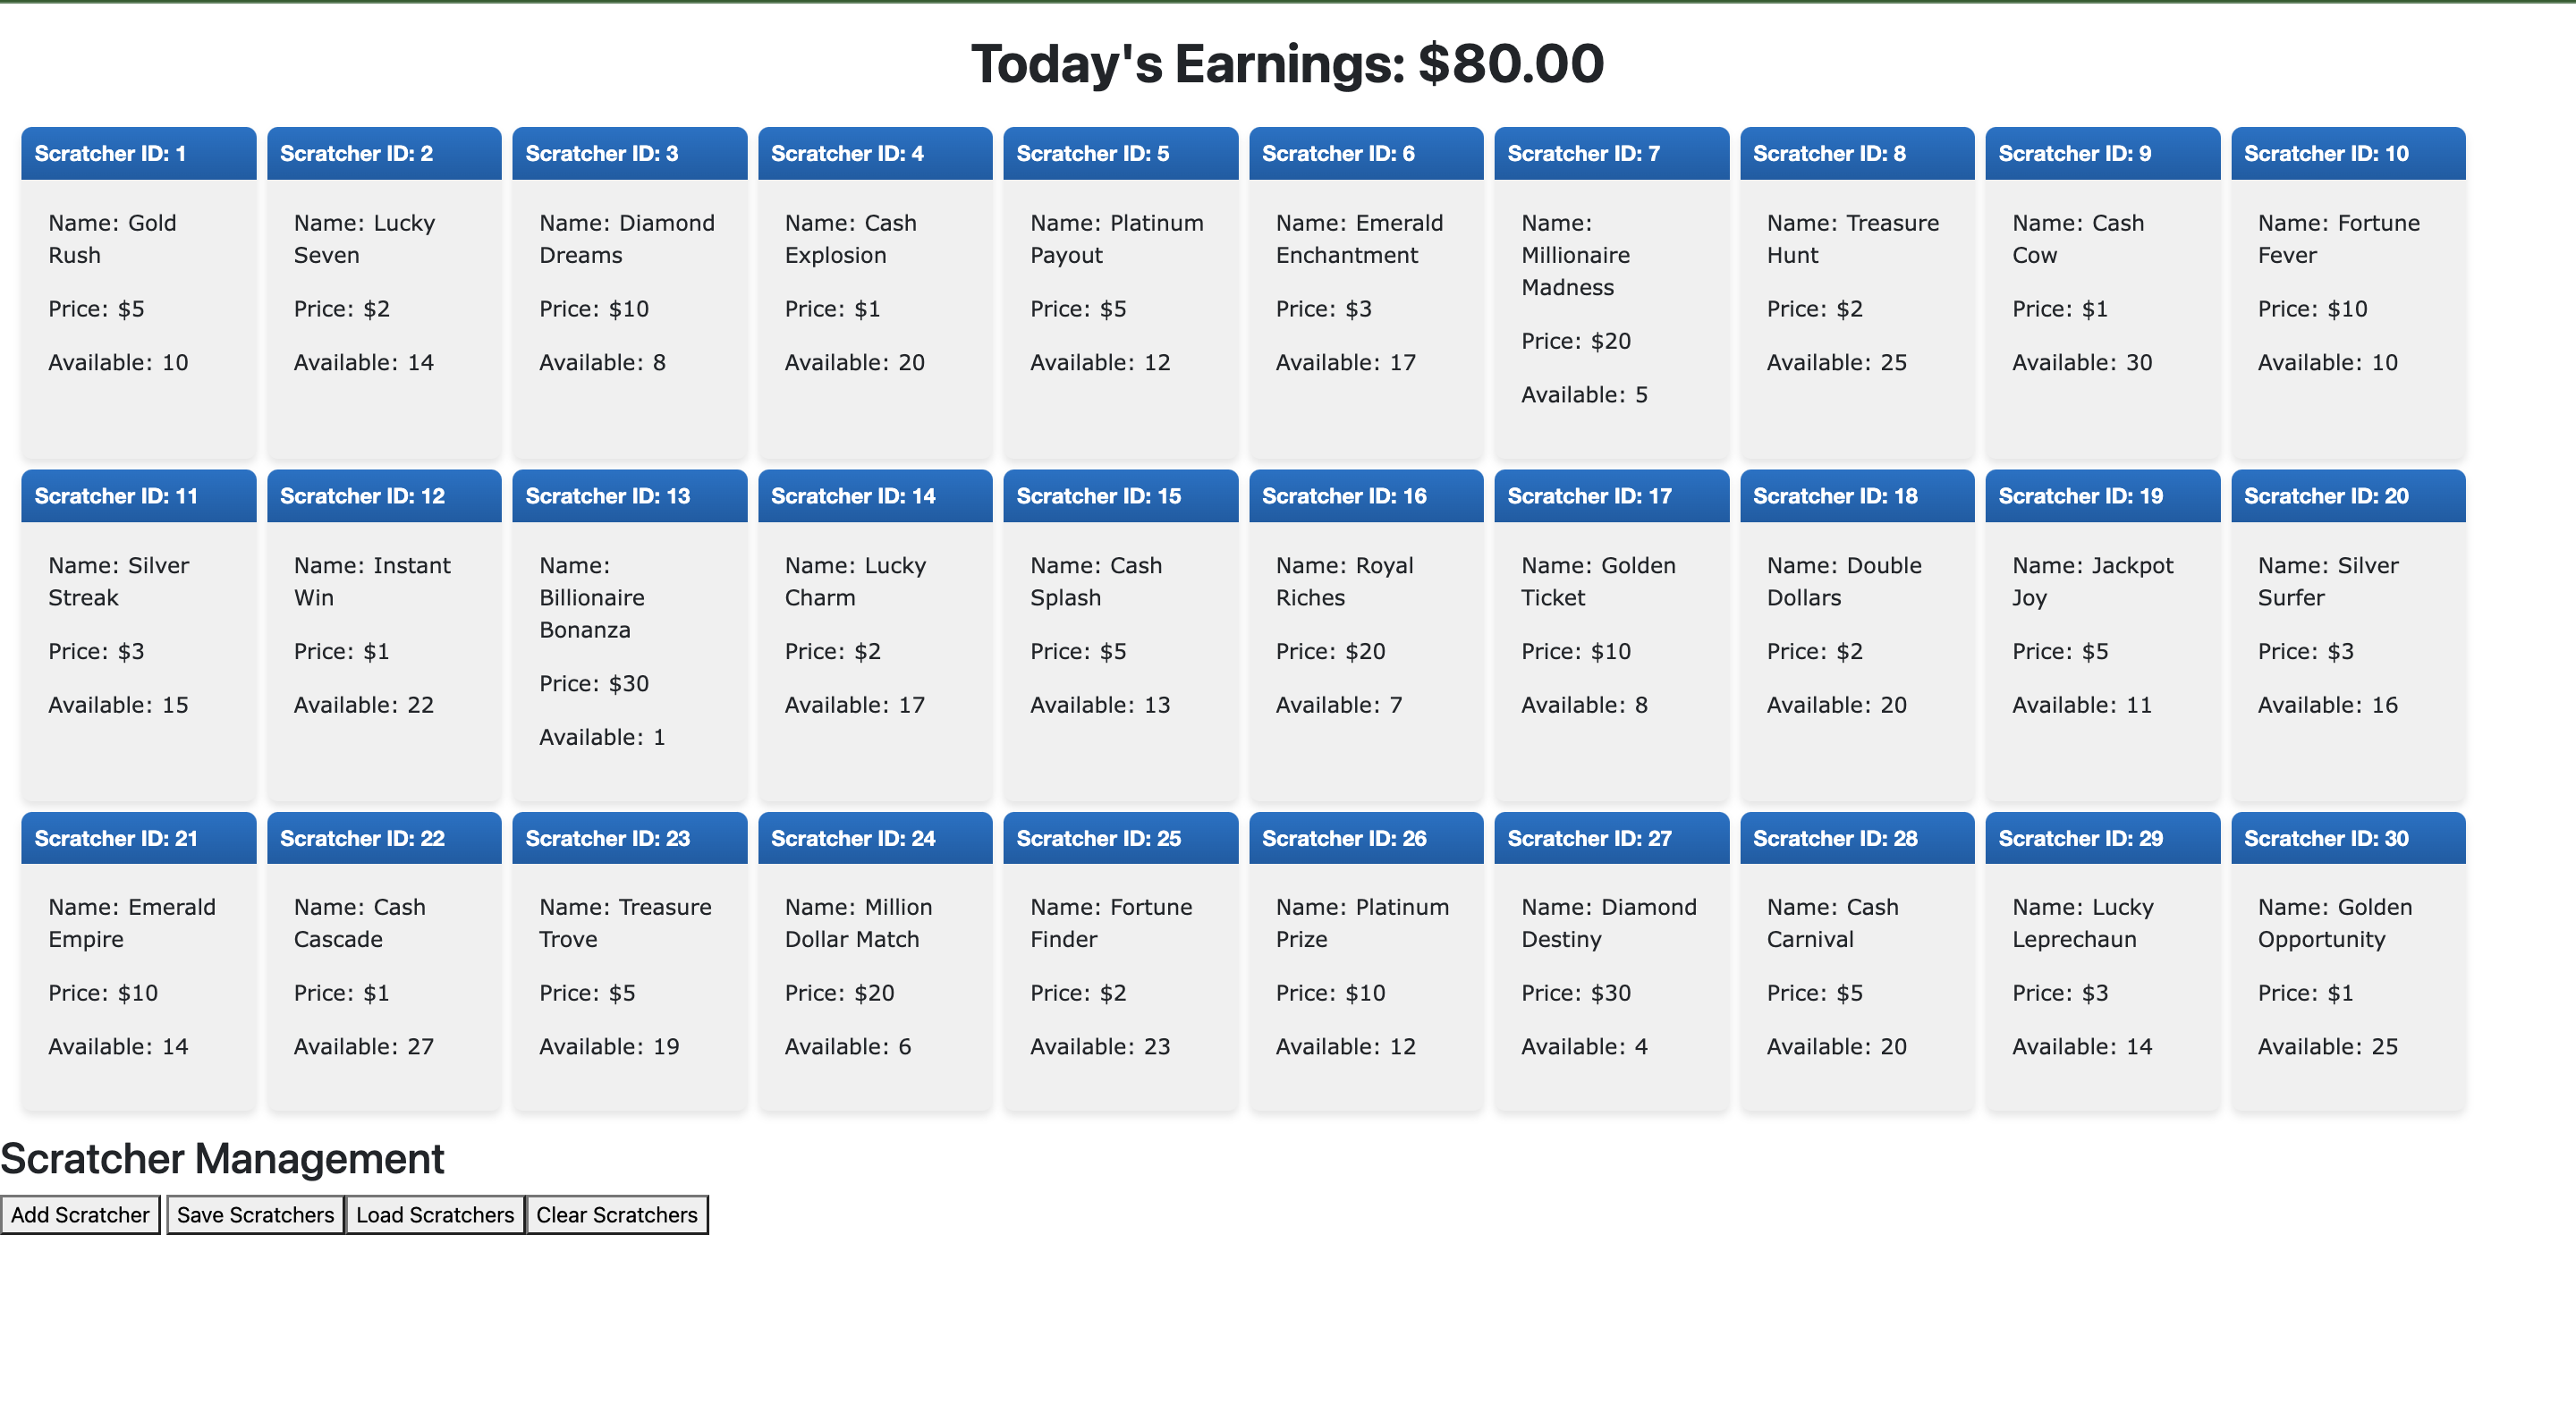 Today's Earnings: $80.00
Scratcher ID: 1
Name: Gold
Rush
Price: $5
Available: 10
Scratcher ID: 2
Name: Lucky
Seven
Price: $2
Available: 14
Scratcher ID: 3
Name: Diamond
Dreams
Price: $10
Available: 8
Scratcher ID: 4
Name: Cash
Explosion
Price: $1
Available: 20
Scratcher ID: 5
Name: Platinum
Payout
Price: $5
Available: 12
Scratcher ID: 6
Name: Emerald
Enchantment
Price: $3
Available: 17
Scratcher ID: 7
Name:
Millionaire
Madness
Price: $20
Available: 5
Scratcher ID: 8
Name: Treasure
Hunt
Price: $2
Available: 25
Scratcher ID: 9
Name: Cash
Cow
Price: $1
Available: 30
Scratcher ID: 10
Name: Fortune
Fever
Price: $10
Available: 10
Scratcher ID: 11
Name: Silver
Streak
Price: $3
Available: 15
Scratcher ID: 12
Name: Instant
Win
Price: $1
Available: 22
Scratcher ID: 13
Name:
Billionaire
Bonanza
Price: $30
Available: 1
Scratcher ID: 14
Name: Lucky
Charm
Price: $2
Available: 17
Scratcher ID: 15
Name: Cash
Splash
Price: $5
Available: 13
Scratcher ID: 16
Name: Royal
Riches
Price: $20
Available: 7
Scratcher ID: 17
Name: Golden
Ticket
Price: $10
Available: 8
Scratcher ID: 18
Name: Double
Dollars
Price: $2
Available: 20
Scratcher ID: 19
Name: Jackpot
Joy
Price: $5
Available: 11
Scratcher ID: 20
Name: Silver
Surfer
Price: $3
Available: 16
Scratcher ID: 21
Name: Emerald
Empire
Price: $10
Available: 14
Scratcher ID: 22
Name: Cash
Cascade
Price: $1
Available: 27
Scratcher ID: 23
Name: Treasure
Trove
Price: $5
Available: 19
Scratcher ID: 24
Name: Million
Dollar Match
Price: $20
Available: 6
Scratcher ID: 25
Name: Fortune
Finder
Price: $2
Available: 23
Scratcher ID: 26
Name: Platinum
Prize
Price: $10
Available: 12
Scratcher ID: 27
Name: Diamond
Destiny
Price: $30
Available: 4
Scratcher ID: 28
Name: Cash
Carnival
Price: $5
Available: 20
Scratcher ID: 29
Name: Lucky
Leprechaun
Price: $3
Available: 14
Scratcher ID: 30
Name: Golden
Opportunity
Price: $1
Available: 25
Scratcher Management
Add Scratcher Save Scratchers Load Scratchers Clear Scratchers